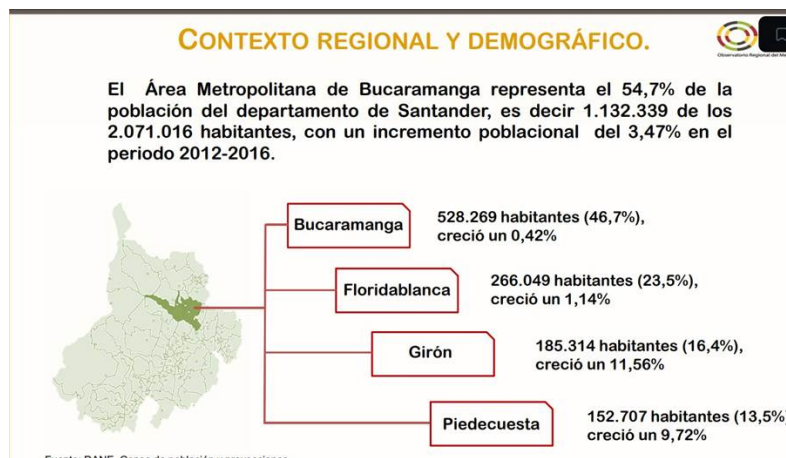 CONTEXTO REGIONAL Y DEMOGRÁFICO.
Observatorio Regional del
El Área Metropolitana de Bucaramanga representa el 54,7% de la
población del departamento de Santander, es decir 1.132.339 de los
2.071.016 habitantes, con un incremento poblacional del 3,47% en el
periodo 2012-2016.
Bucaramanga
528.269 habitantes (46,7%),
creció un 0,42%
Floridablanca
266.049 habitantes (23,5%),
creció un 1,14%
Girón
185.314 habitantes (16,4%),
creció un 11,56%
Piedecuesta
152.707 habitantes (13,5%)
creció un 9,72%